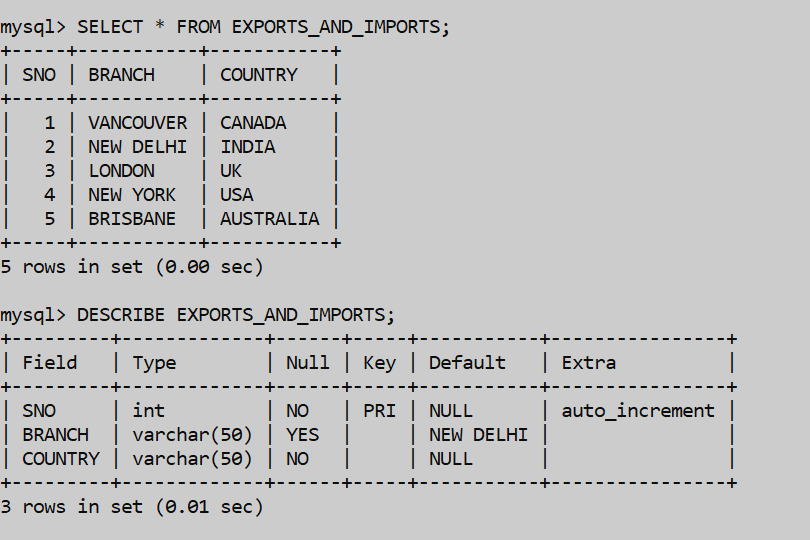 mysql> SELECT * FROM EXPORTS_AND_IMPORTS;
+-----+-----------+-----------+
| SNO | BRANCH    | COUNTRY   |
+-----+-----------+-----------+
|   1 | VANCOUVER | CANADA    |
|   2 | NEW DELHI | INDIA     |
|   3 | LONDON    | UK        |
|   4 | NEW YORK  | USA       |
|   5 | BRISBANE  | AUSTRALIA |
+-----+-----------+-----------+
5 rows in set (0.00 sec)

mysql> DESCRIBE EXPORTS_AND_IMPORTS;
+---------+-------------+------+-----+-----------+----------------+
| Field   | Type        | Null | Key | Default   | Extra          |
+---------+-------------+------+-----+-----------+----------------+
| SNO     | int         | NO   | PRI | NULL      | auto_increment |
| BRANCH  | varchar(50) | YES  |     | NEW DELHI |                |
| COUNTRY | varchar(50) | NO   |     | NULL      |                |
+---------+-------------+------+-----+-----------+----------------+
3 rows in set (0.01 sec)